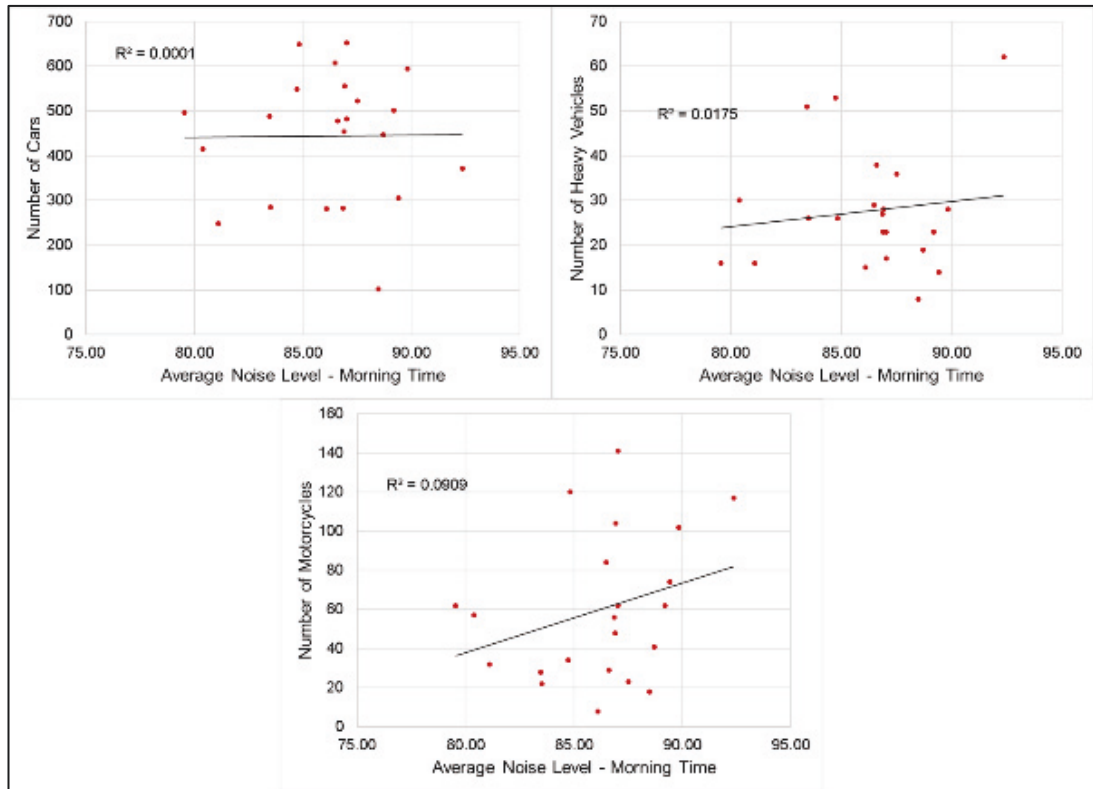 700
600
500
400
300
200
100
0
R² = 0.0001
Number of Cars
75.00 80.00 85.00 90.00 95.00
Average Noise Level - Morning Time
70
60
50
40
30
20
10
0
R² = 0.0175
Number of Heavy Vehicles
75.00 80.00 85.00 90.00 95.00
Average Noise Level - Morning Time
160
140
120
100
80
60
40
20
0
R² = 0.0909
Number of Motorcycles
75.00 80.00 85.00 90.00 95.00
Average Noise Level - Morning Time